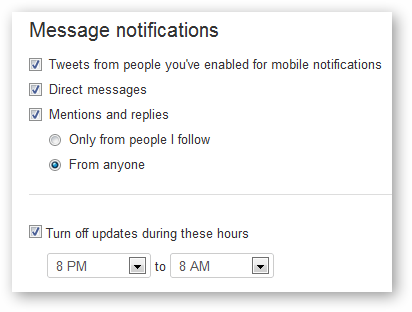 Message notifications
Tweets from people you've enabled for mobile notifications
Direct messages
Mentions and replies
Only from people I follow
From anyone
Turn off updates during these hours
8 PM to 8 AM